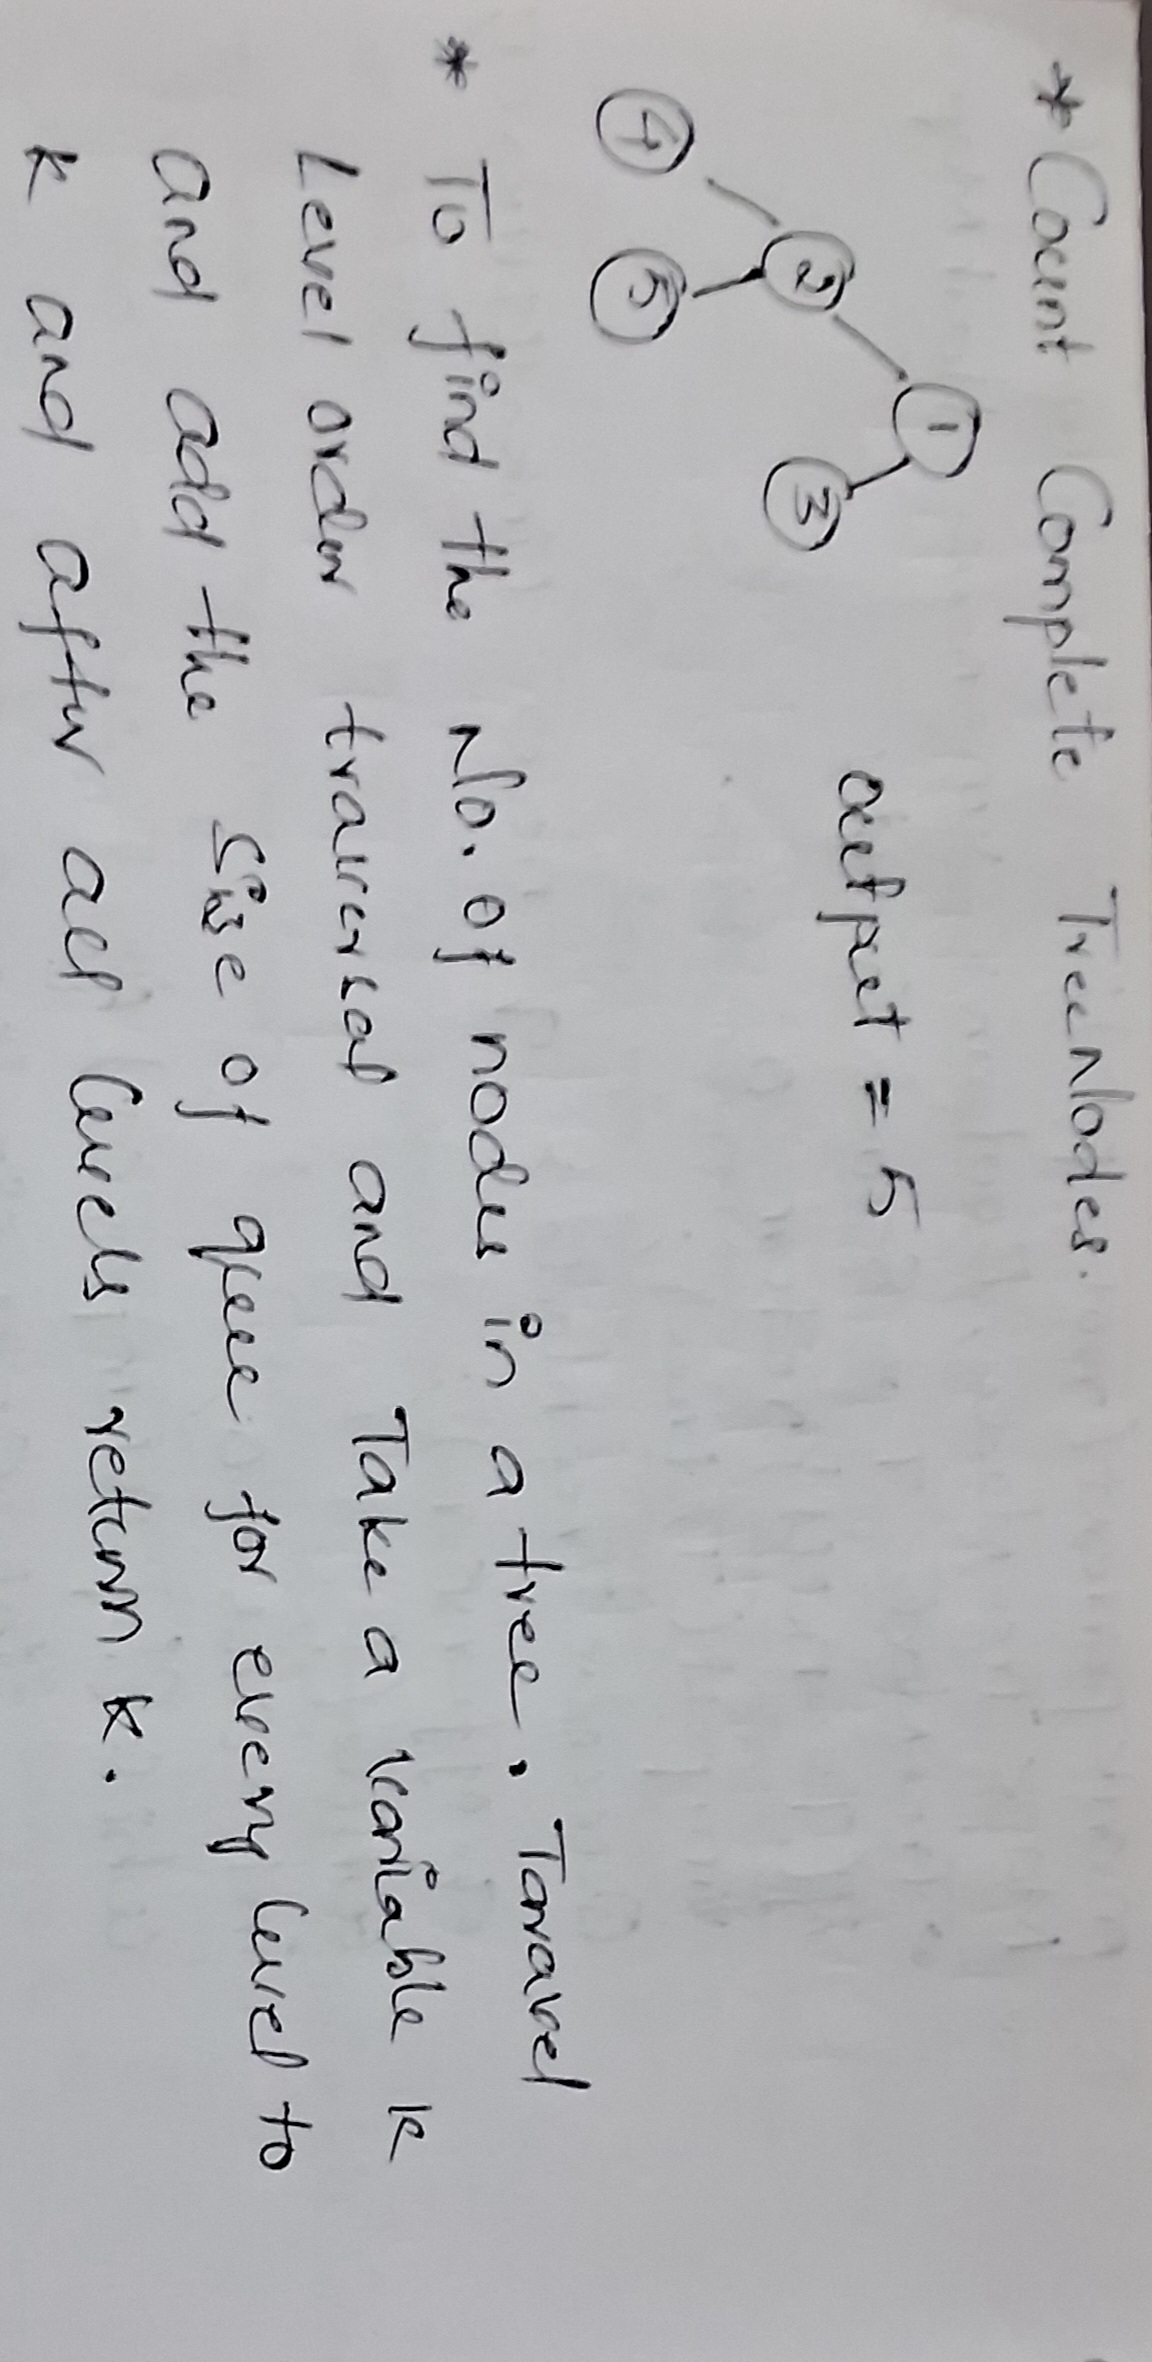 * Count Complete TreeNodes.
1
2 3
4 5
output = 5
* To find the No. of nodes in a tree. Taravel
Level order traversal and Take a variable k
and add the Size of queue for every level to
k and after all levels return k.